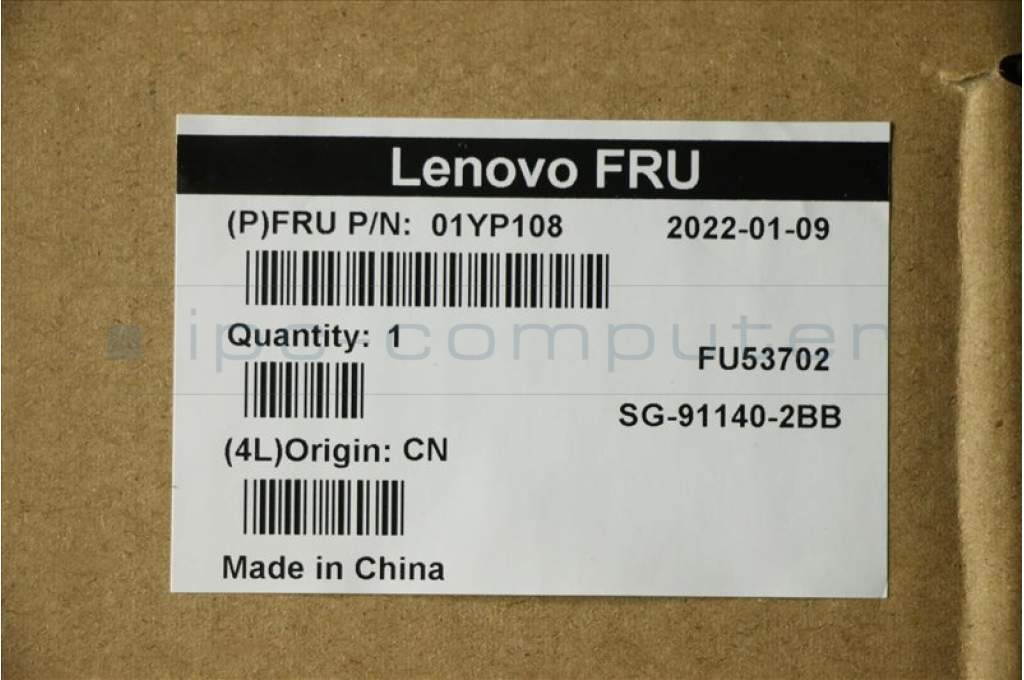 Lenovo FRU
(P)FRU P/N: 01YP108 2022-01-09
Quantity: 1
ipc-computer
FU53702
SG-91140-2BB
(4L)Origin: CN
Made in China